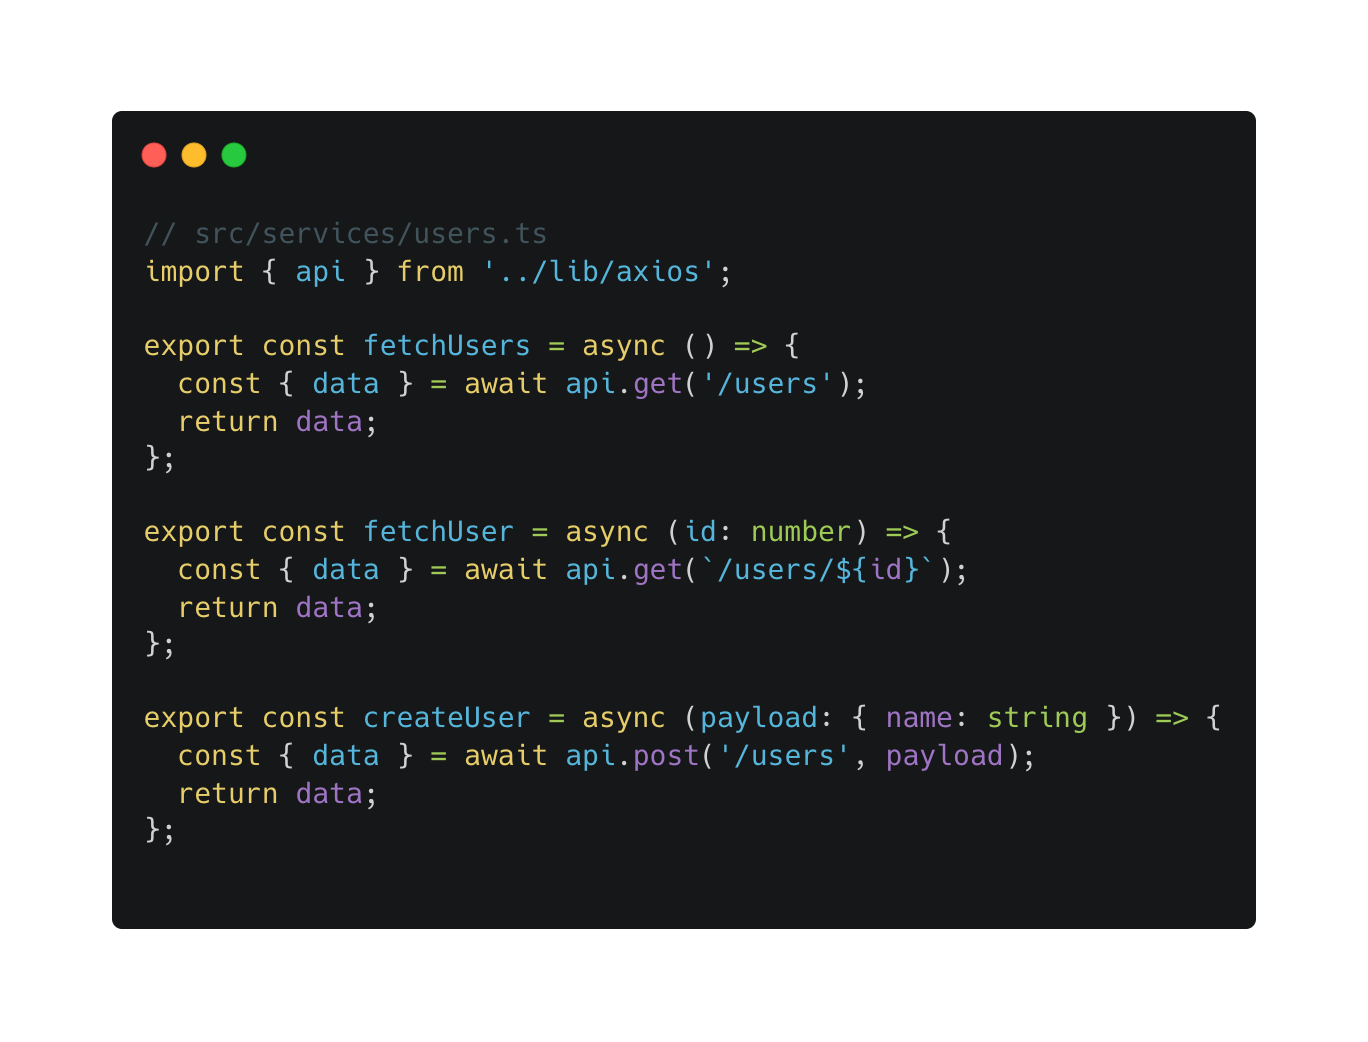 // src/services/users.ts
import { api } from '../lib/axios';

export const fetchUsers = async () => {
  const { data } = await api.get('/users');
  return data;
};

export const fetchUser = async (id: number) => {
  const { data } = await api.get(`/users/${id}`);
  return data;
};

export const createUser = async (payload: { name: string }) => {
  const { data } = await api.post('/users', payload);
  return data;
};